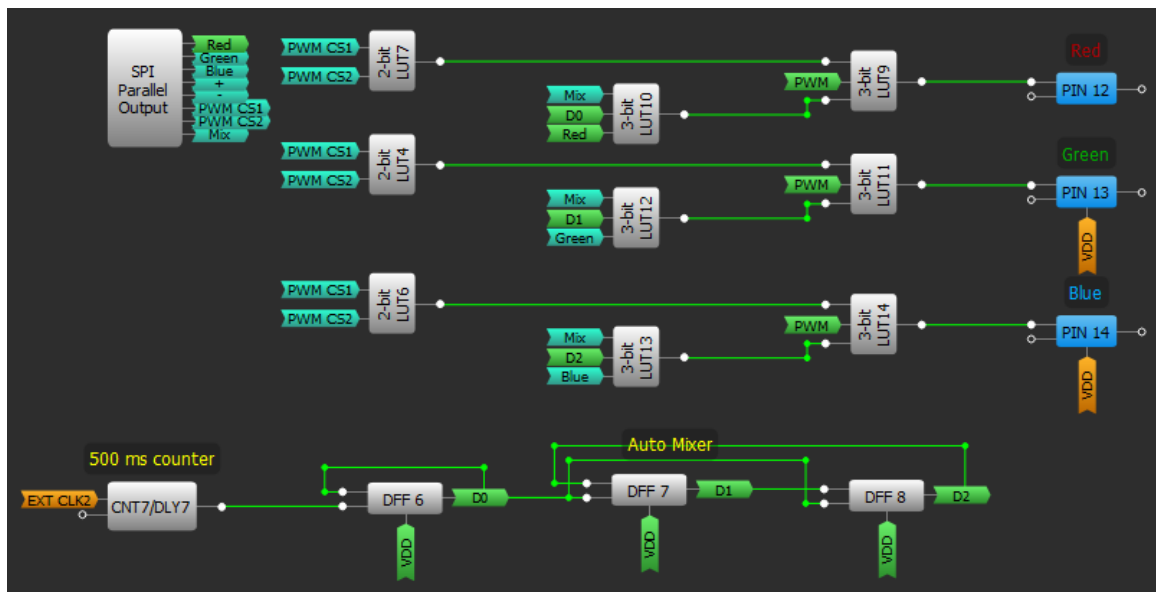 SPI
Parallel
Output
Red
Green
Blue
+
-
PWM CS1
PWM CS2
Mix
PWM CS1
PWM CS2
2-bit
LUT7
Mix
D0
Red
3-bit
LUT10
PWM
3-bit
LUT9
Red
PIN 12
PWM CS1
PWM CS2
2-bit
LUT4
Mix
D1
Green
3-bit
LUT12
PWM
3-bit
LUT11
Green
PIN 13
VDD
PWM CS1
PWM CS2
2-bit
LUT6
Mix
D2
Blue
3-bit
LUT13
PWM
3-bit
LUT14
Blue
PIN 14
VDD
500 ms counter
EXT CLK2
CNT7/DLY7
Auto Mixer
DFF 6
D0
VDD
DFF 7
D1
VDD
DFF 8
D2
VDD